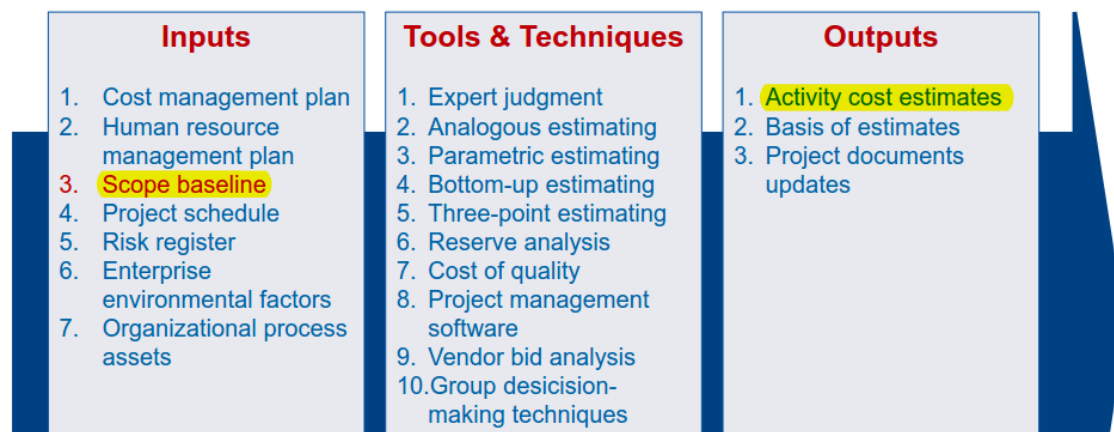 Inputs
1. Cost management plan
2. Human resource
management plan
3. Scope baseline
4. Project schedule
5. Risk register
6. Enterprise
environmental factors
7. Organizational process
assets
Tools & Techniques
1. Expert judgment
2. Analogous estimating
3. Parametric estimating
4. Bottom-up estimating
5. Three-point estimating
6. Reserve analysis
7. Cost of quality
8. Project management
software
9. Vendor bid analysis
10.Group desicision-
making techniques
Outputs
1. Activity cost estimates
2. Basis of estimates
3. Project documents
updates